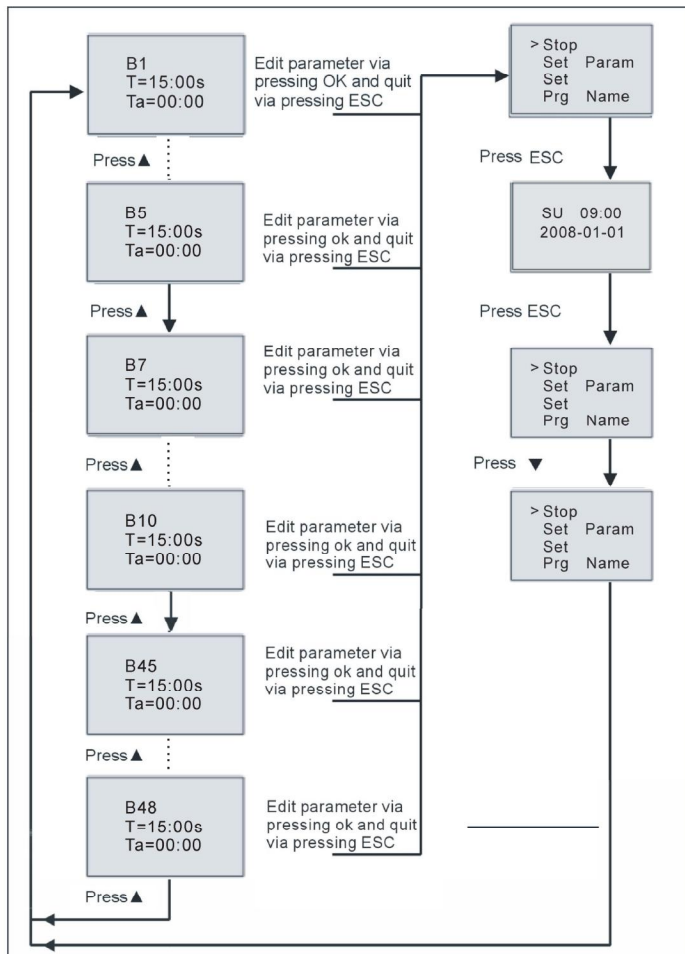 B1
T=15:00s
Ta=00:00
Edit parameter via
pressing OK and quit
via pressing ESC
Press▲
B5
T=15:00s
Ta=00:00
Edit parameter via
pressing ok and quit
via pressing ESC
Press▲
B7
T=15:00s
Ta=00:00
Edit parameter via
pressing ok and quit
via pressing ESC
Press▲
B10
T=15:00s
Ta=00:00
Edit parameter via
pressing ok and quit
via pressing ESC
Press▲
B45
T=15:00s
Ta=00:00
Edit parameter via
pressing ok and quit
via pressing ESC
Press▲
B48
T=15:00s
Ta=00:00
Edit parameter via
pressing ok and quit
via pressing ESC
Press▲
> Stop
Set Param
Set
Prg Name
Press ESC
SU 09:00
2008-01-01
Press ESC
> Stop
Set Param
Set
Prg Name
Press ▼
> Stop
Set Param
Set
Prg Name